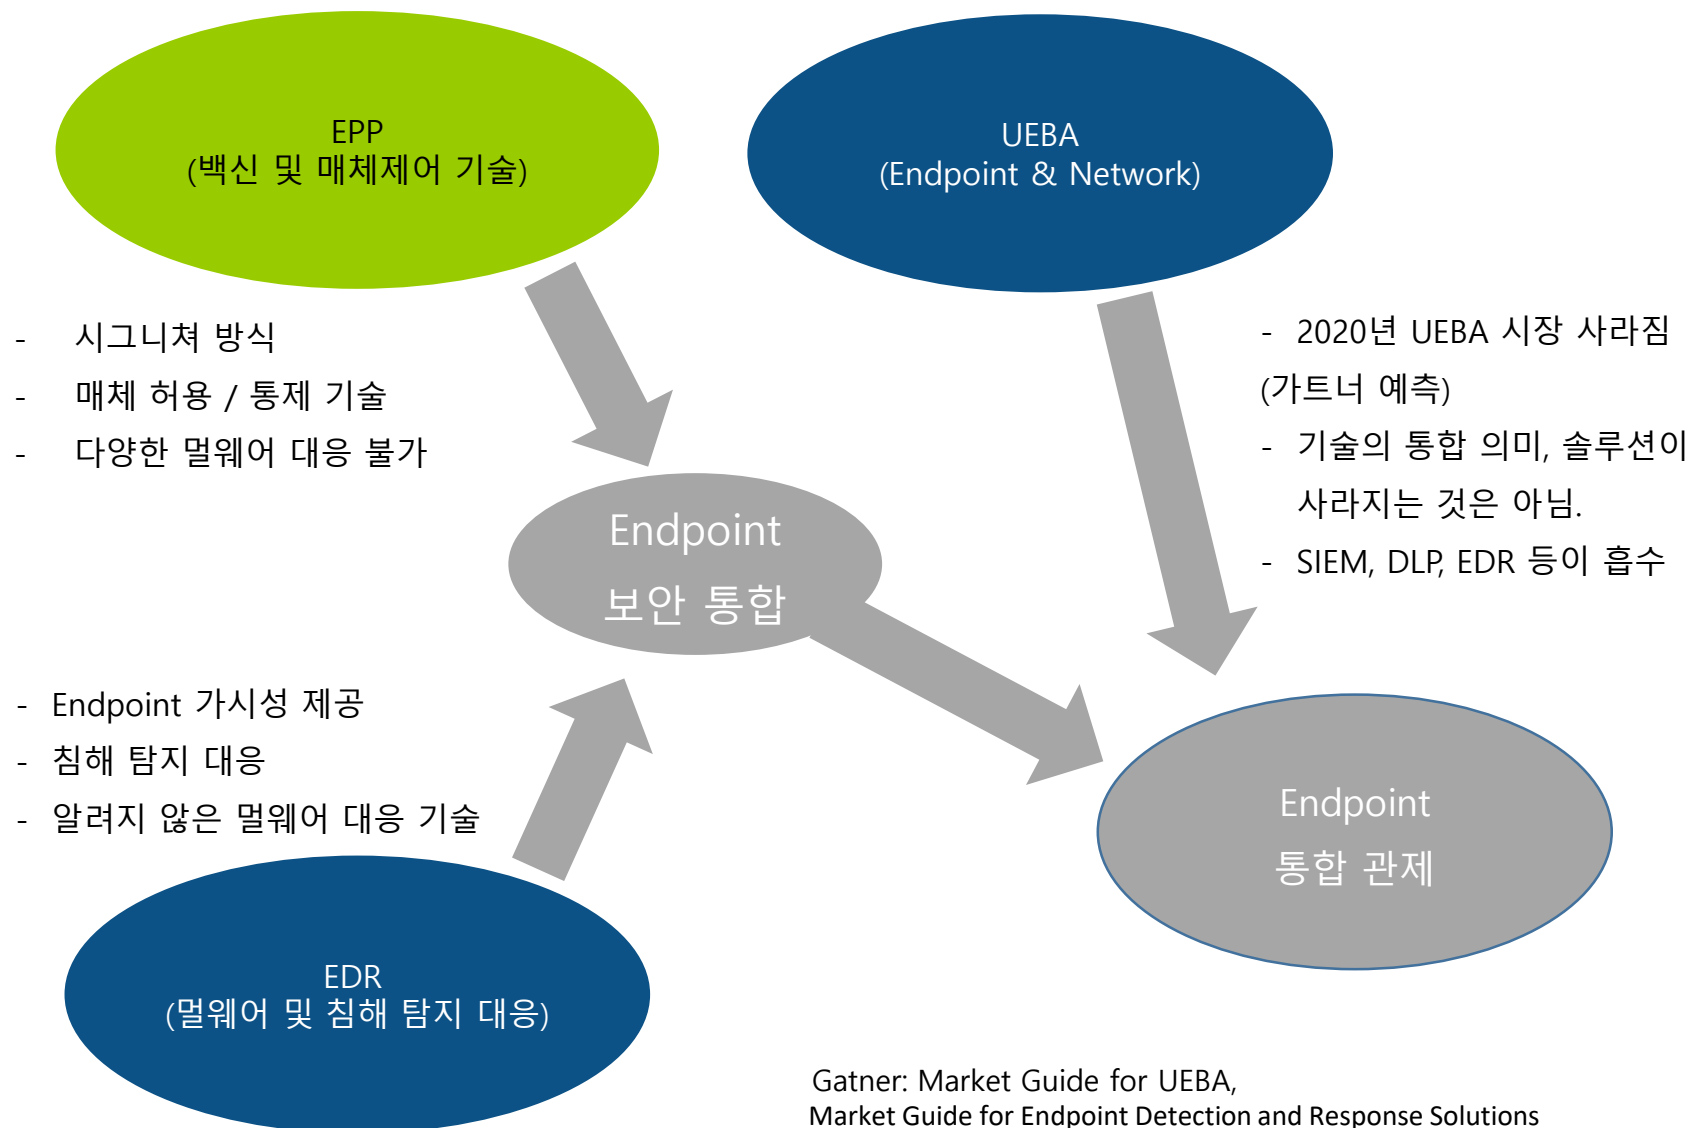 EPP
(백신 및 매체제어 기술)
UEBA
(Endpoint & Network)
- 시그니쳐 방식
- 매체 허용 / 통제 기술
- 다양한 멀웨어 대응 불가
- 2020년 UEBA 시장 사라짐
(가트너 예측)
- 기술의 통합 의미, 솔루션이
사라지는 것은 아님.
- SIEM, DLP, EDR 등이 흡수
Endpoint
보안 통합
- Endpoint 가시성 제공
- 침해 탐지 대응
- 알려지 않은 멀웨어 대응 기술
Endpoint
통합 관제
EDR
(멀웨어 및 침해 탐지 대응)
Gatner: Market Guide for UEBA,
Market Guide for Endpoint Detection and Response Solutions